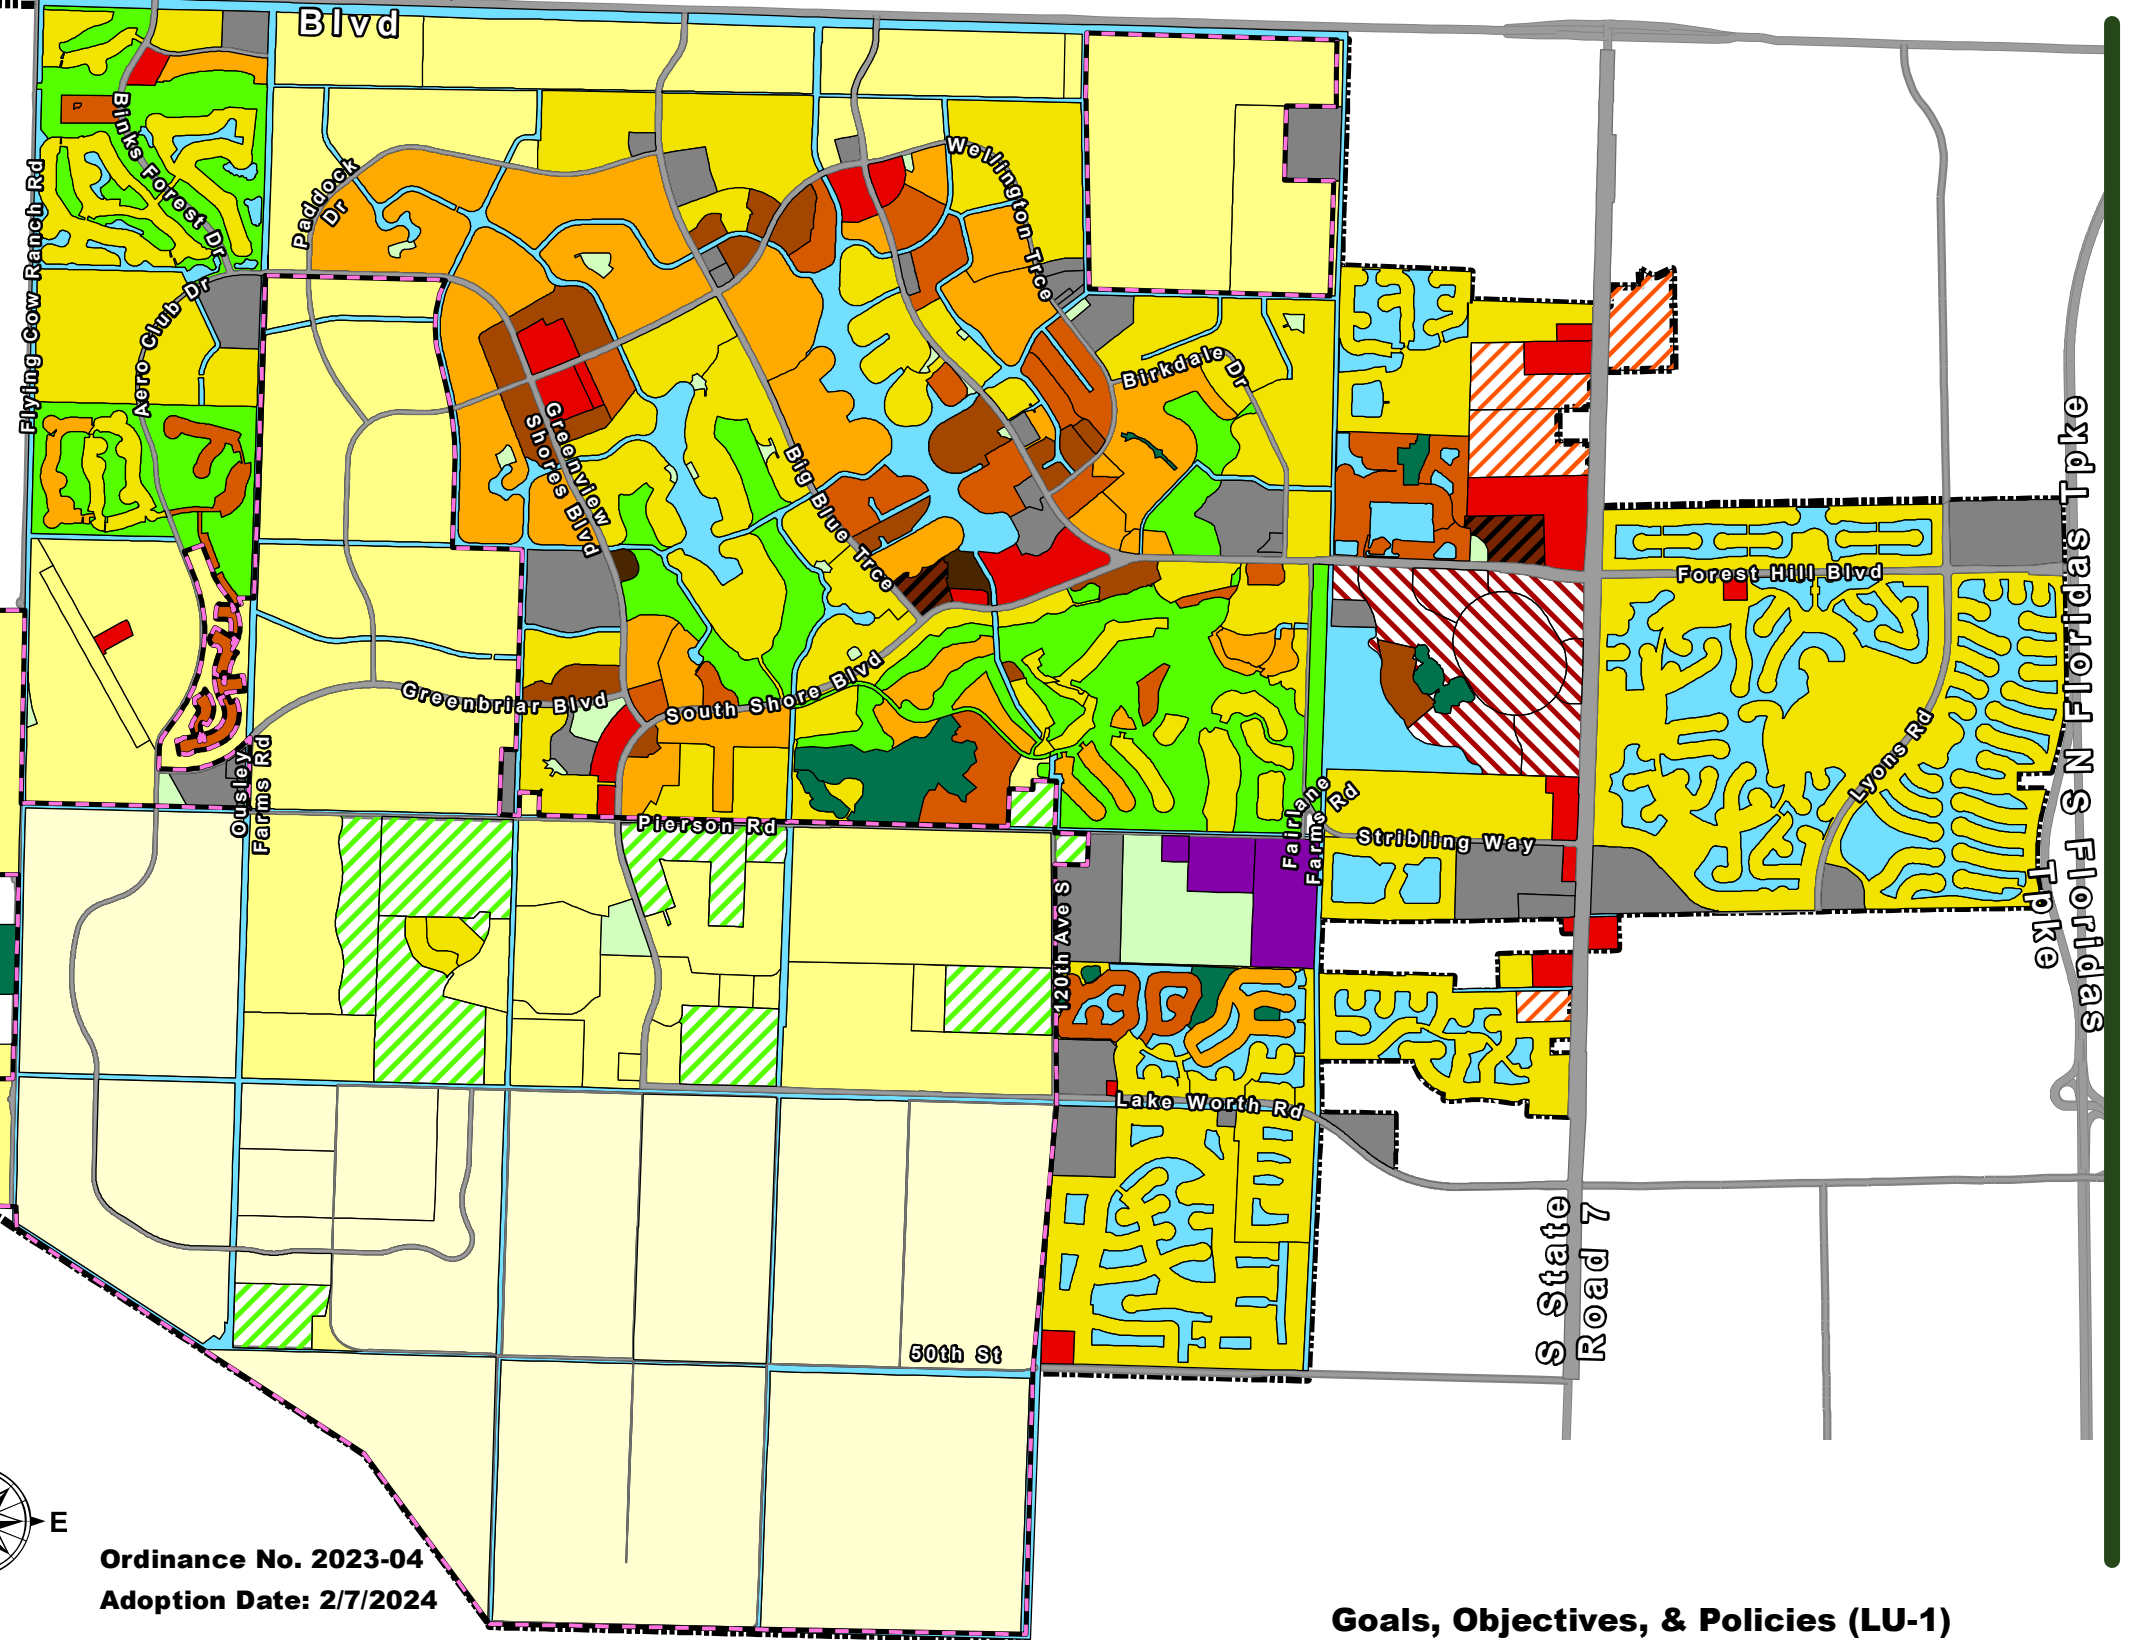 Blvd
Binks Forest Dr
Paddock
Dr
Wellington Trce
Flying Cow Ranch Rd
Aero Club Dr
Birkdale Dr
Greenview
Shores Blvd
Big Blue Trce
N Floridas Tpke
Forest Hill Blvd
Greenbriar Blvd
South Shore Blvd
Ousley
Farms Rd
Pierson Rd
Fairlane
Farms Rd
Stribling Way
Lyons Rd
S Floridas
Tpke
120th Ave S
Lake Worth Rd
S State
Road 7
50th St
E
Ordinance No. 2023-04
Adoption Date: 2/7/2024
Goals, Objectives, & Policies (LU-1)